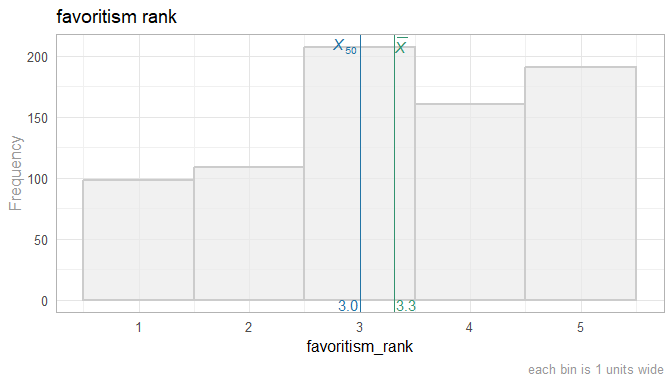 favoritism rank
Frequency
200
150
100
50
0
X50 X̅
3.0 3.3
1 2 3 4 5
favoritism_rank
each bin is 1 units wide